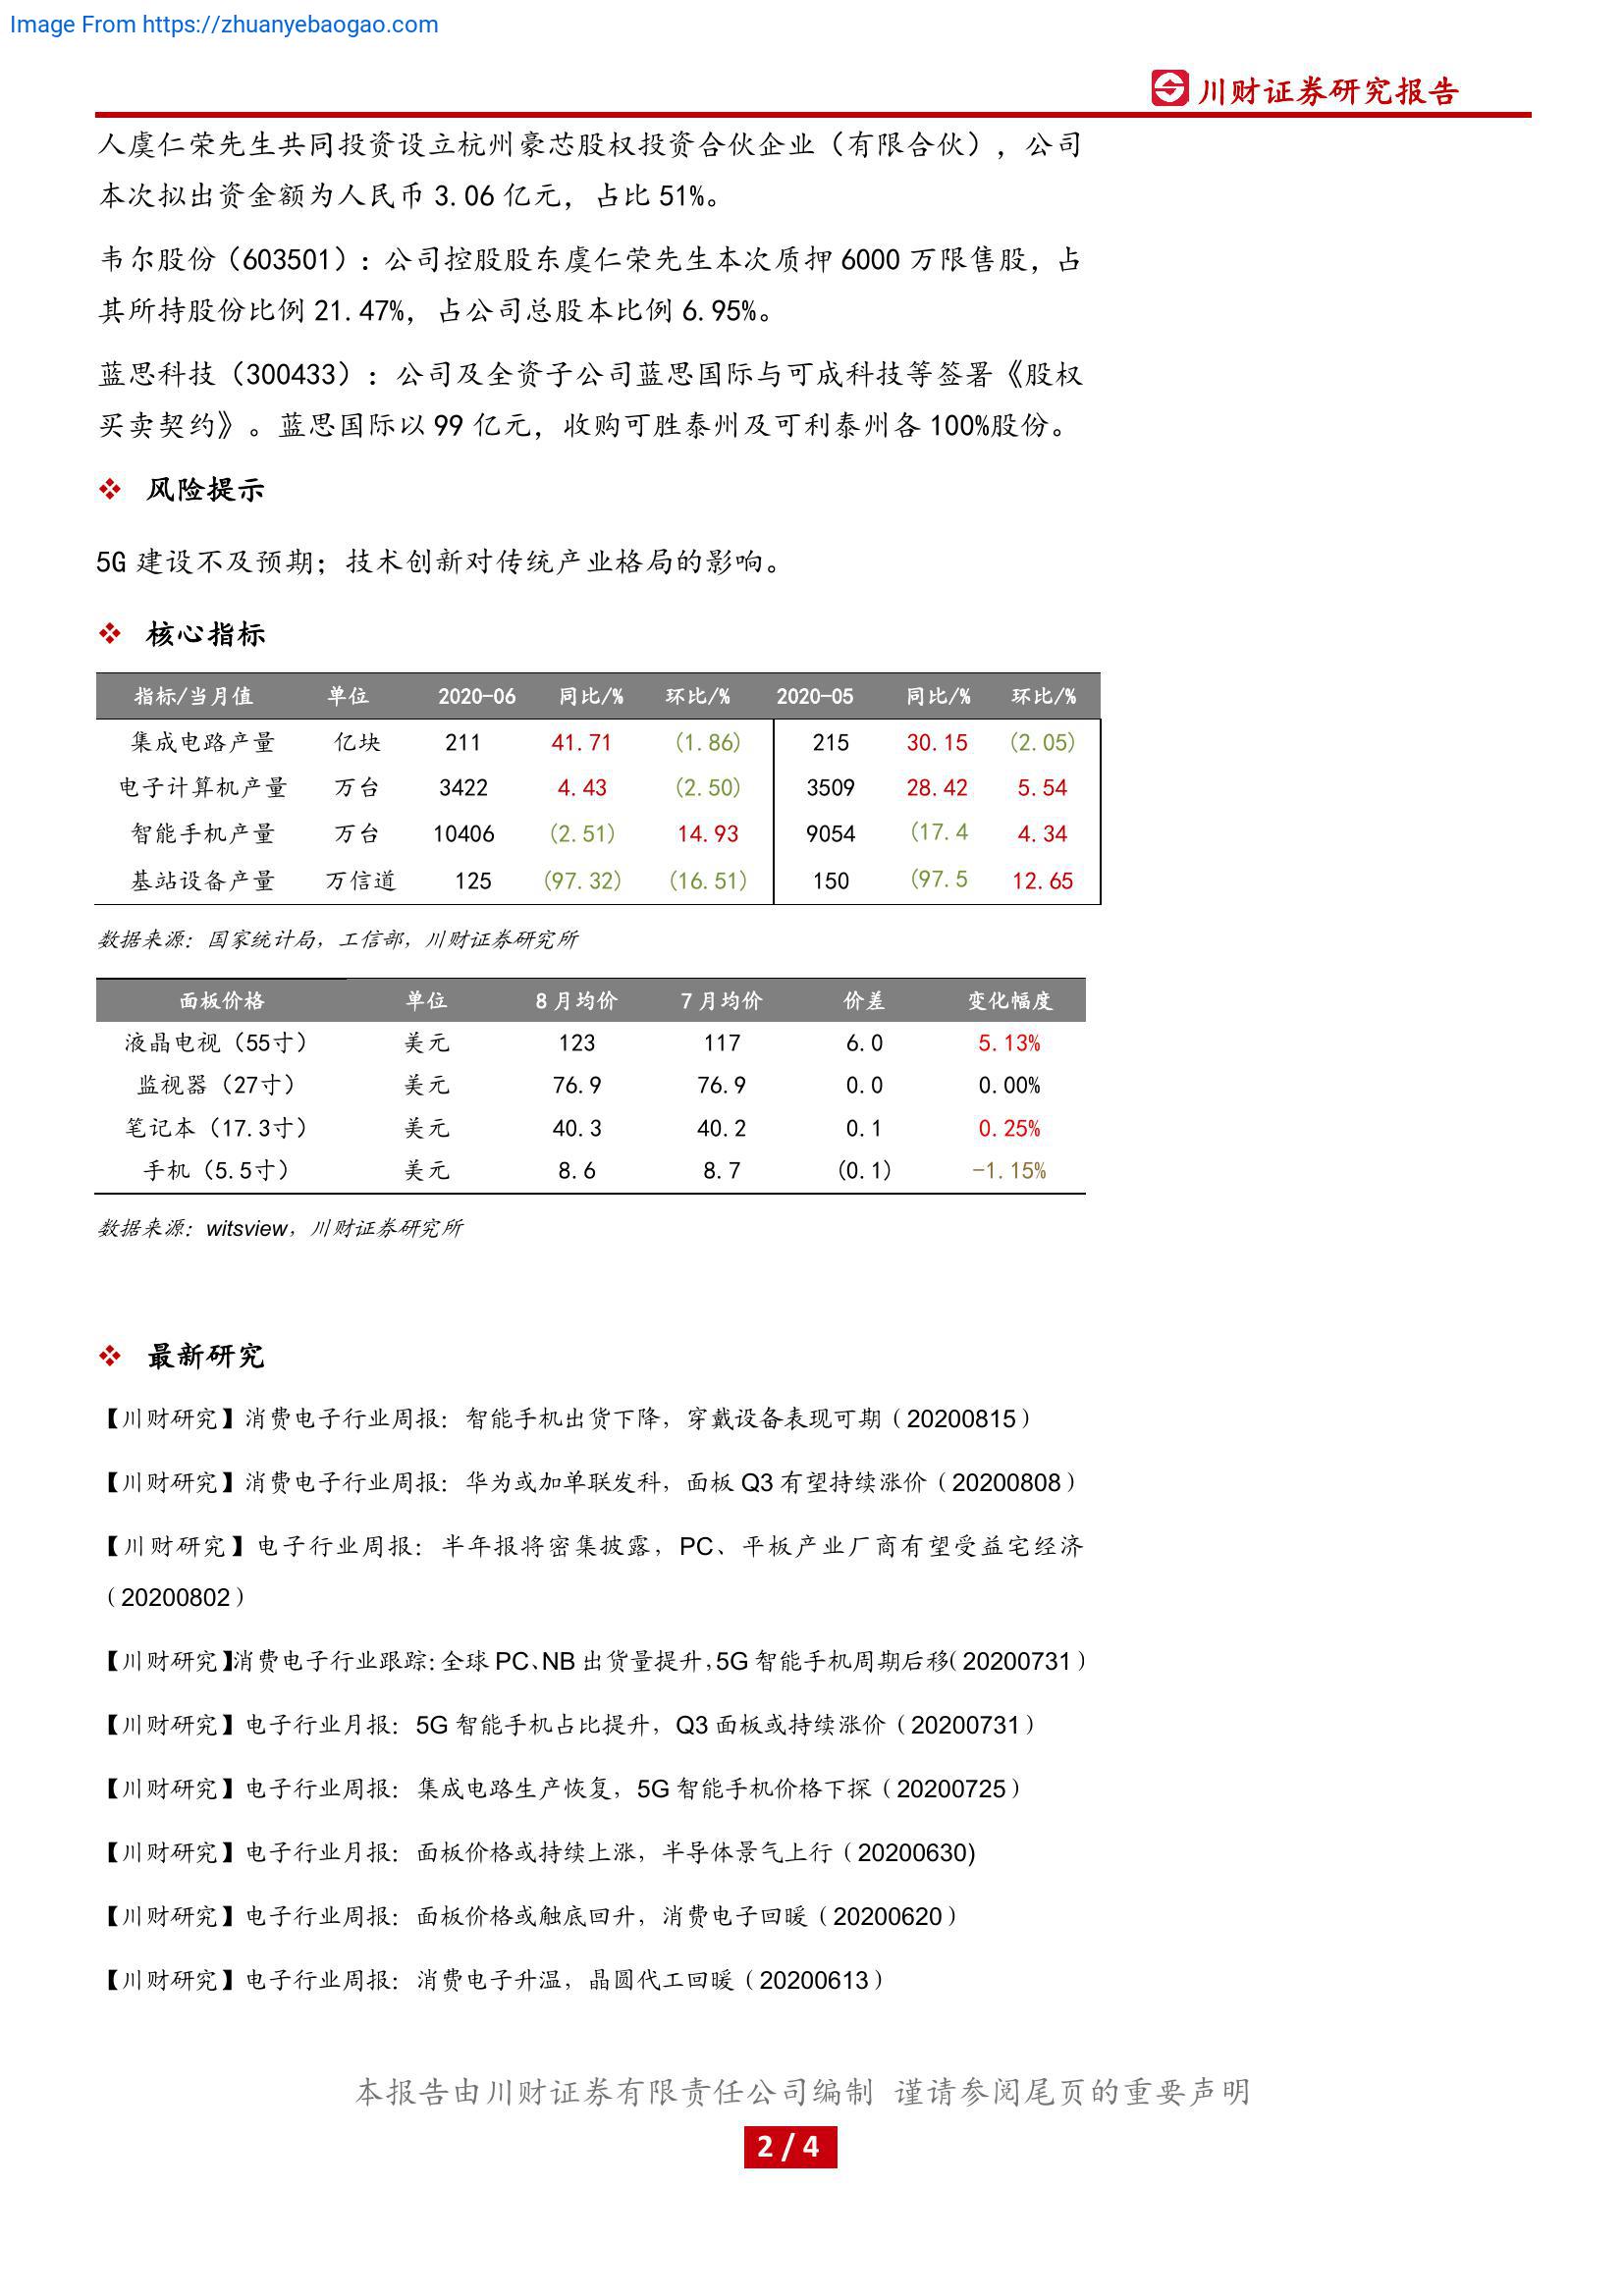 Image From https://zhuanyebaogao.com
川财证券研究报告
人虞仁荣先生共同投资设立杭州豪芯股权投资合伙企业（有限合伙），公司
本次拟出资金额为人民币 3.06 亿元，占比 51%。
韦尔股份（603501）：公司控股股东虞仁荣先生本次质押 6000 万限售股，占
其所持股份比例 21.47%，占公司总股本比例 6.95%。
蓝思科技（300433）：公司及全资子公司蓝思国际与可成科技等签署《股权
买卖契约》。蓝思国际以 99 亿元，收购可胜泰州及可利泰州各 100%股份。
❖ 风险提示
5G 建设不及预期；技术创新对传统产业格局的影响。
❖ 核心指标
指标/当月值 单位 2020-06 同比/% 环比/% 2020-05 同比/% 环比/%
集成电路产量 亿块 211 41.71 (1.86) 215 30.15 (2.05)
电子计算机产量 万台 3422 4.43 (2.50) 3509 28.42 5.54
智能手机产量 万台 10406 (2.51) 14.93 9054 (17.4 4.34
基站设备产量 万信道 125 (97.32) (16.51) 150 (97.5 12.65
数据来源：国家统计局，工信部，川财证券研究所
面板价格 单位 8 月均价 7 月均价 价差 变化幅度
液晶电视（55寸） 美元 123 117 6.0 5.13%
监视器（27寸） 美元 76.9 76.9 0.0 0.00%
笔记本（17.3寸） 美元 40.3 40.2 0.1 0.25%
手机（5.5寸） 美元 8.6 8.7 (0.1) -1.15%
数据来源：witsview，川财证券研究所
❖ 最新研究
【川财研究】消费电子行业周报：智能手机出货下降，穿戴设备表现可期（20200815）
【川财研究】消费电子行业周报：华为或加单联发科，面板 Q3 有望持续涨价（20200808）
【川财研究】电子行业周报：半年报将密集披露，PC、平板产业厂商有望受益宅经济
（20200802）
【川财研究】消费电子行业跟踪：全球 PC、NB 出货量提升，5G 智能手机周期后移（20200731）
【川财研究】电子行业月报：5G 智能手机占比提升，Q3 面板或持续涨价（20200731）
【川财研究】电子行业周报：集成电路生产恢复，5G 智能手机价格下探（20200725）
【川财研究】电子行业月报：面板价格或持续上涨，半导体景气上行（20200630)
【川财研究】电子行业周报：面板价格或触底回升，消费电子回暖（20200620）
【川财研究】电子行业周报：消费电子升温，晶圆代工回暖（20200613）
本报告由川财证券有限责任公司编制 谨请参阅尾页的重要声明
2 / 4